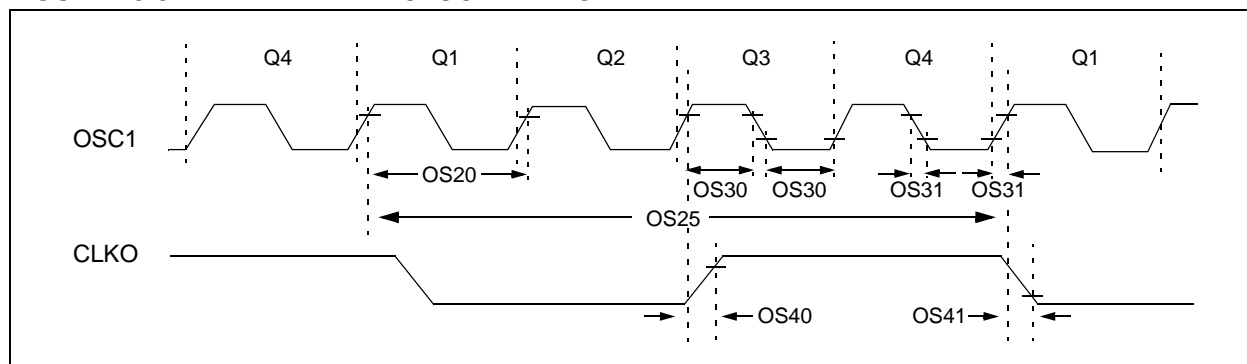 Q4 Q1 Q2 Q3 Q4 Q1
OSC1
OS20 OS30 OS30 OS31 OS31
OS25
CLKO
OS40 OS41